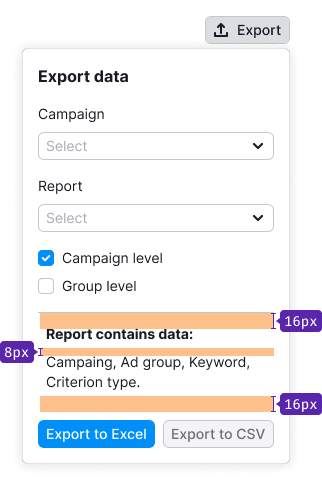 Export
Export data
Campaign
Select
Report
Select
Campaign level
Group level
16px
Report contains data:
8px
Campaing, Ad group, Keyword,
Criterion type.
16px
Export to Excel
Export to CSV